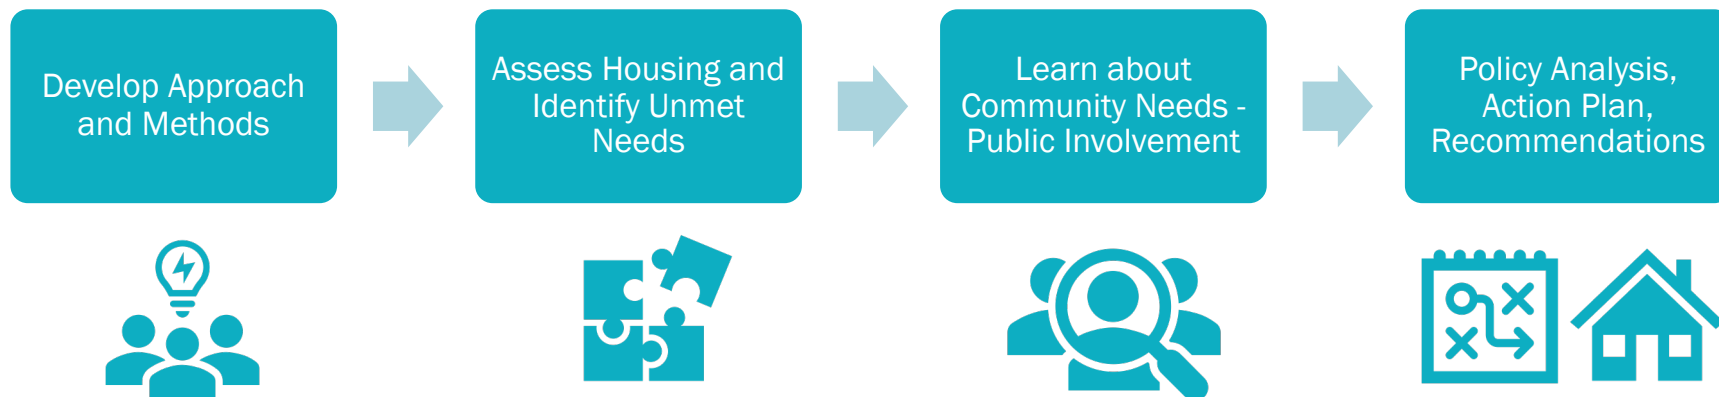 Develop Approach
and Methods
Assess Housing and
Identify Unmet
Needs
Learn about
Community Needs -
Public Involvement
Policy Analysis,
Action Plan,
Recommendations